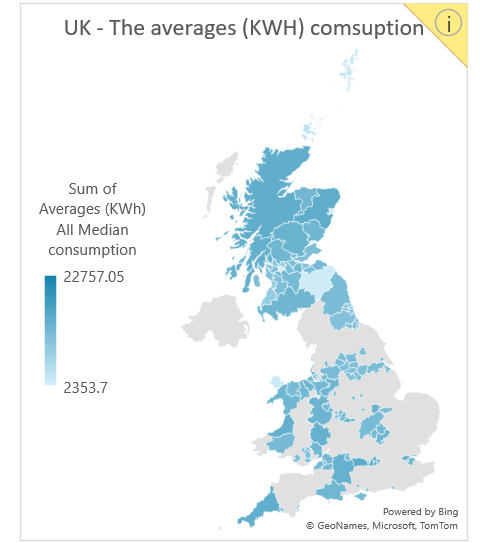 UK - The averages (KWH) comsuption
i
Sum of
Averages (KWh)
All Median
consumption
22757.05
2353.7
Powered by Bing
© GeoNames, Microsoft, TomTom